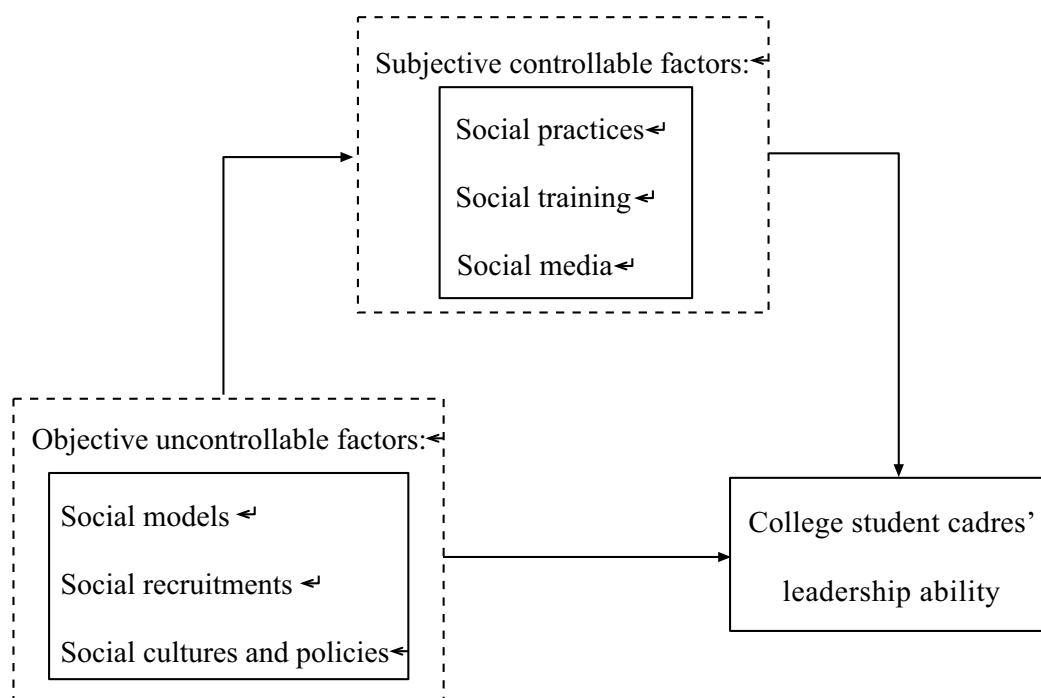 Subjective controllable factors:
Social practices
Social training
Social media
Objective uncontrollable factors:
Social models
Social recruitments
Social cultures and policies
College student cadres’
leadership ability